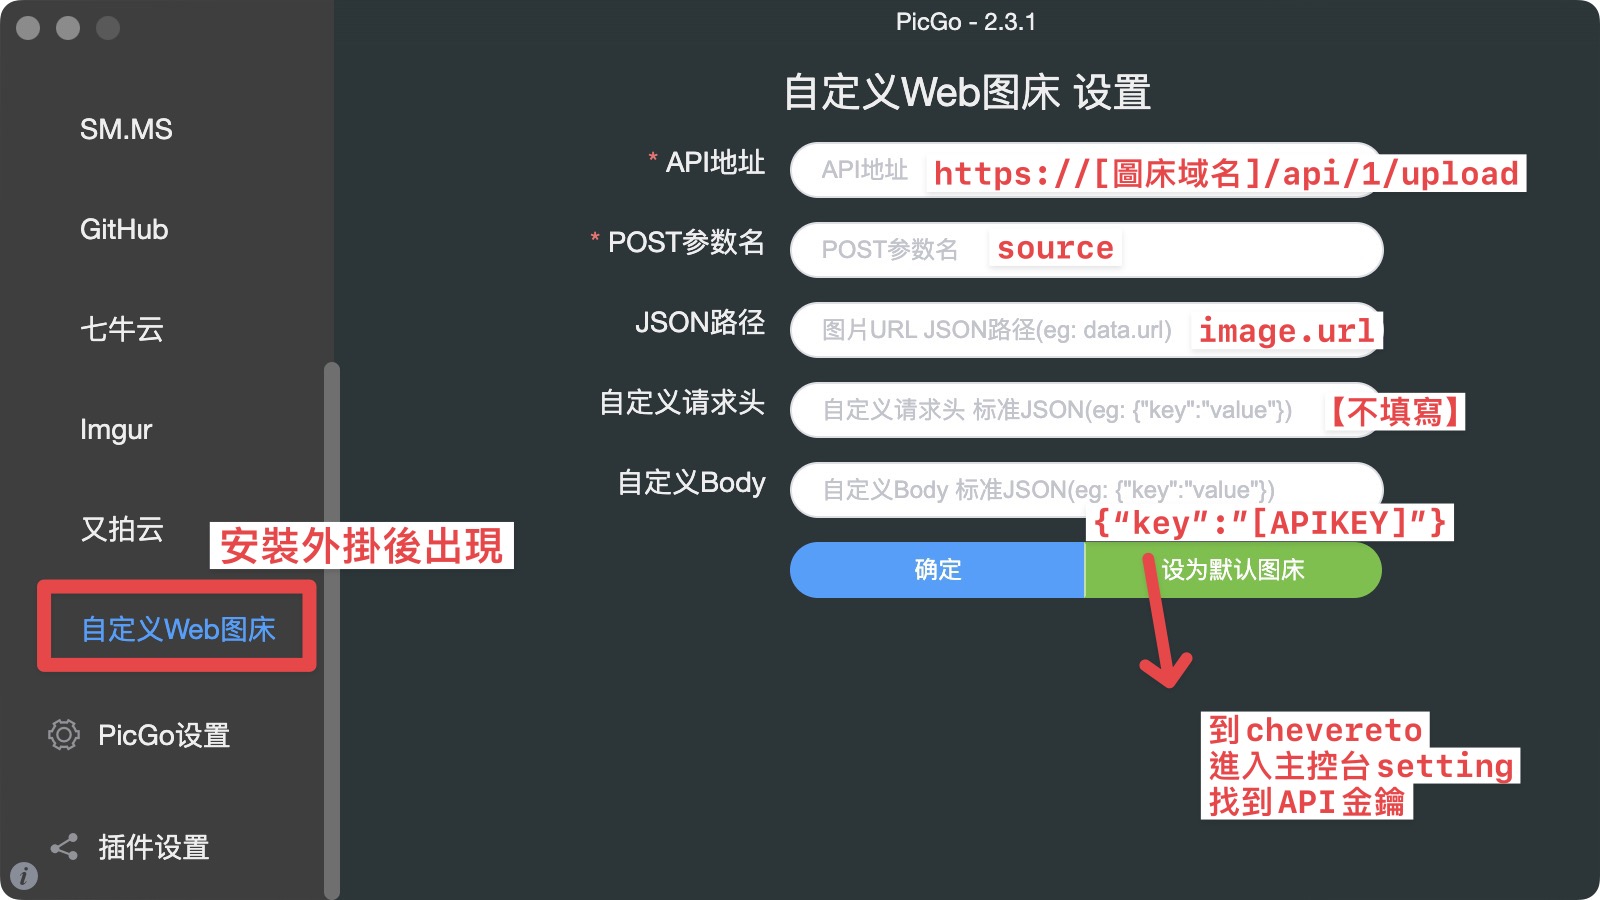 PicGo - 2.3.1
SM.MS
GitHub
七牛云
Imgur
又拍云
安裝外掛後出現
自定义Web图床
PicGo设置
插件设置
自定义Web图床 设置
* API地址
API地址
https://[圖床域名]/api/1/upload
* POST参数名
POST参数名
source
JSON路径
图片URL JSON路径(eg: data.url)
image.url
自定义请求头
自定义请求头 标准JSON(eg: {"key":"value"})
【不填寫】
自定义Body
自定义Body 标准JSON(eg: {"key":"value"})
{“key”:”[APIKEY]”}
确定
设为默认图床
到chevereto
進入主控台setting
找到API金鑰